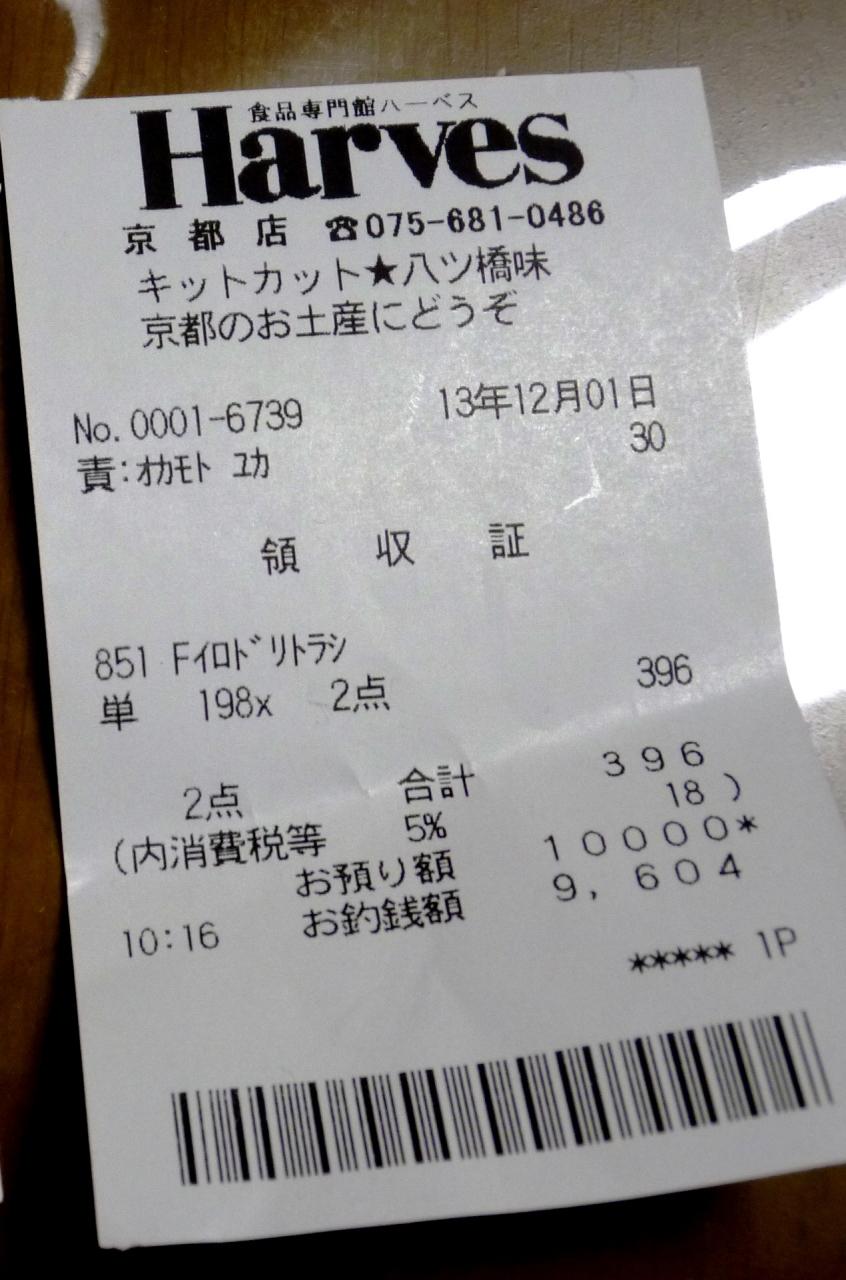 食品専門館ハーベス
Harves
京都店 ☎075-681-0486
キットカット★八ツ橋味
京都のお土産にどうぞ
No.0001-6739 13年12月01日
責:ｵｶﾓﾄ ﾕｶ 30
領 収 証
851 Fｲﾛﾄﾞﾘﾄﾗｼ
単 198x 2点 396
2点 合計 396
(内消費税等 5% 18)
お預り額 10000*
10:16 お釣銭額 9,604
***** 1P